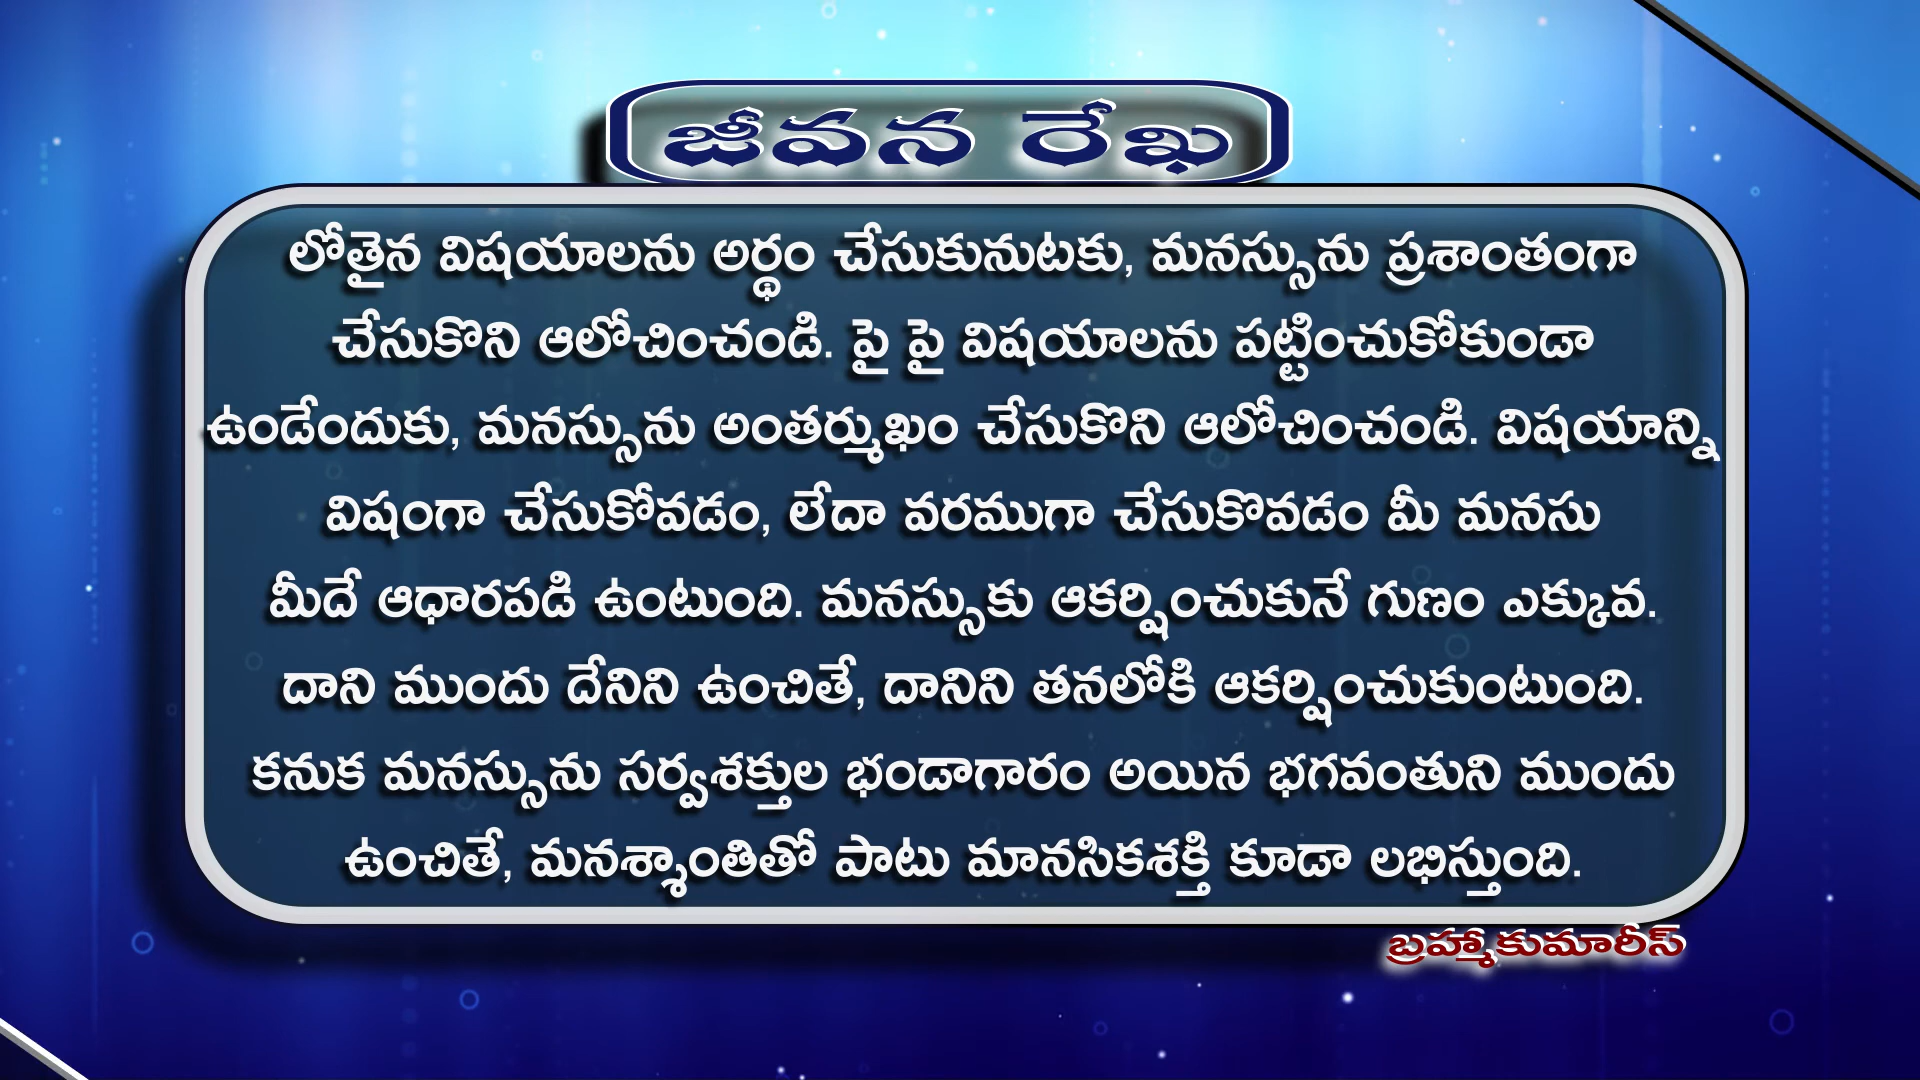 జీవన రేఖ
లోతైన విషయాలను అర్థం చేసుకునుటకు, మనస్సును ప్రశాంతంగా
చేసుకొని ఆలోచించండి. పై పై విషయాలను పట్టించుకోకుండా
ఉండేందుకు, మనస్సును అంతర్ముఖం చేసుకొని ఆలోచించండి. విషయాన్ని
విషంగా చేసుకోవడం, లేదా వరముగా చేసుకొవడం మీ మనసు
మీదే ఆధారపడి ఉంటుంది. మనస్సుకు ఆకర్షించుకునే గుణం ఎక్కువ.
దాని ముందు దేనిని ఉంచితే, దానిని తనలోకి ఆకర్షించుకుంటుంది.
కనుక మనస్సును సర్వశక్తుల భండాగారం అయిన భగవంతుని ముందు
ఉంచితే, మనశ్శాంతితో పాటు మానసికశక్తి కూడా లభిస్తుంది.
బ్రహ్మాకుమారీస్